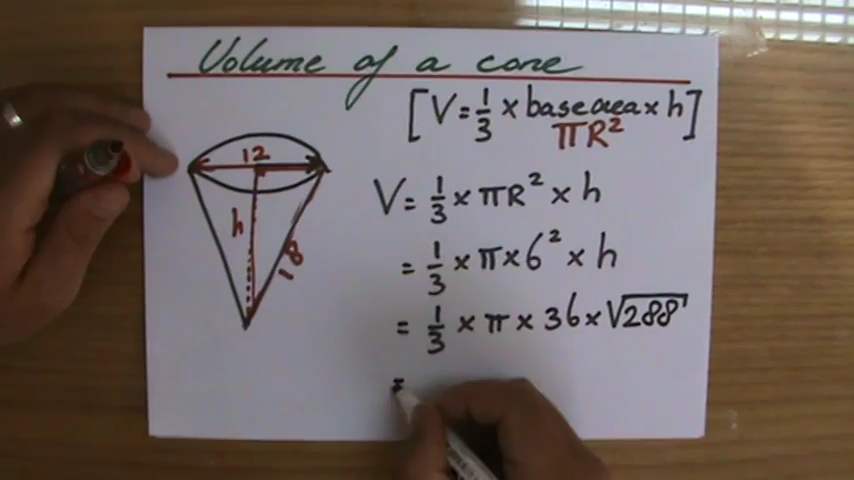 Volume of a cone
[V = 1/3 × base area × h]
πR²
12
h
18
V = 1/3 × πR² × h
= 1/3 × π × 6² × h
= 1/3 × π × 36 × √288
=